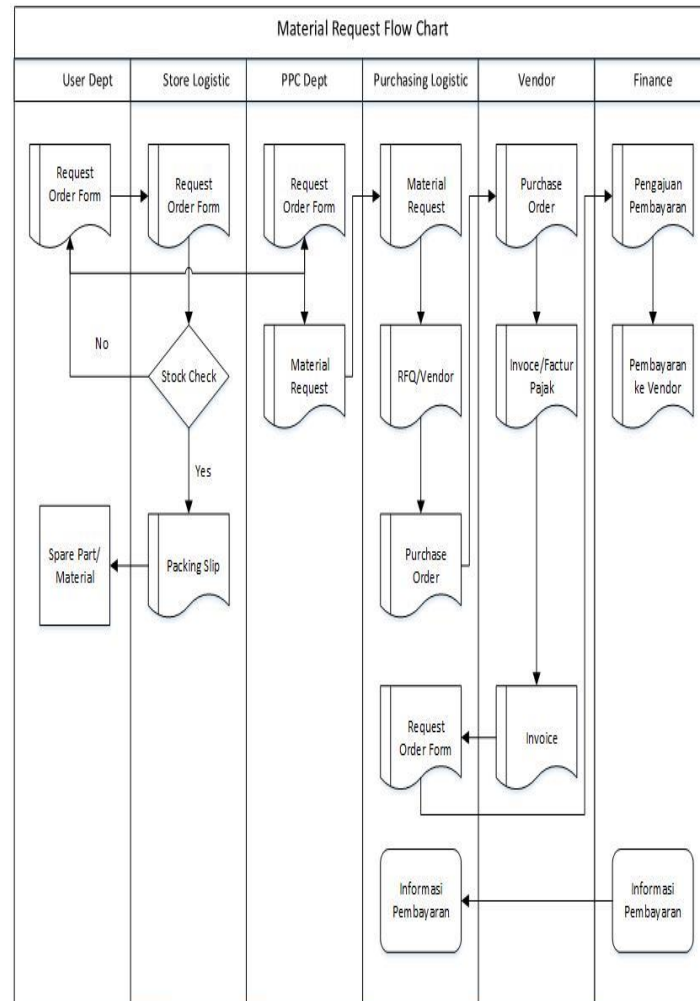 Material Request Flow Chart
User Dept
Store Logistic
PPC Dept
Purchasing Logistic
Vendor
Finance
Request
Order Form
Request
Order Form
Request
Order Form
Material
Request
Purchase
Order
Pengajuan
Pembayaran
No
Stock Check
Material
Request
RFQ/Vendor
Invoce/Factur
Pajak
Pembayaran
ke Vendor
Yes
Spare Part/
Material
Packing Slip
Purchase
Order
Request
Order Form
Invoice
Informasi
Pembayaran
Informasi
Pembayaran